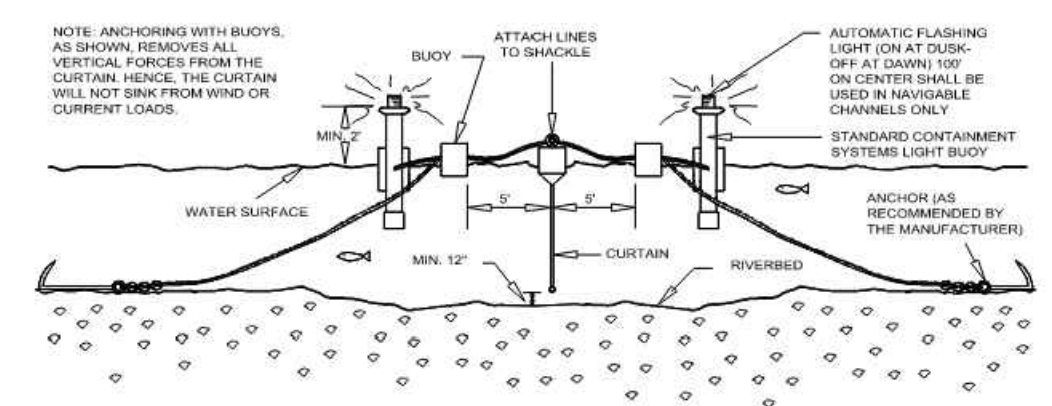 NOTE: ANCHORING WITH BUOYS,
AS SHOWN, REMOVES ALL
VERTICAL FORCES FROM THE
CURTAIN. HENCE, THE CURTAIN
WILL NOT SINK FROM WIND OR
CURRENT LOADS.
BUOY
ATTACH LINES
TO SHACKLE
AUTOMATIC FLASHING
LIGHT (ON AT DUSK-
OFF AT DAWN) 100'
ON CENTER SHALL BE
USED IN NAVIGABLE
CHANNELS ONLY
MIN. 2'
STANDARD CONTAINMENT
SYSTEMS LIGHT BUOY
WATER SURFACE
5'
5'
ANCHOR (AS
RECOMMENDED BY
THE MANUFACTURER)
MIN. 12"
CURTAIN
RIVERBED